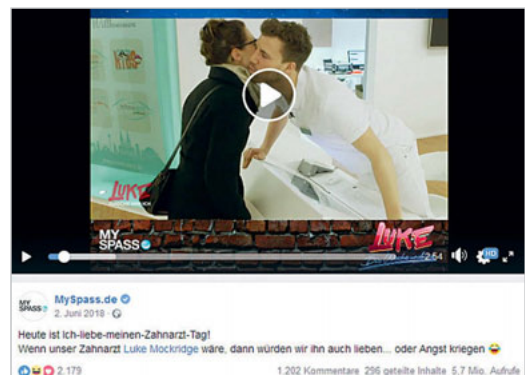 LUKE
MY
SPASS
LUKE
2:54
HD
MY
SPASS
MySpass.de
2. Juni 2018 ·
Heute ist Ich-liebe-meinen-Zahnarzt-Tag!
Wenn unser Zahnarzt Luke Mockridge wäre, dann würden wir ihn auch lieben... oder Angst kriegen
2.179 1.202 Kommentare 296 geteilte Inhalte 5,7 Mio. Aufrufe